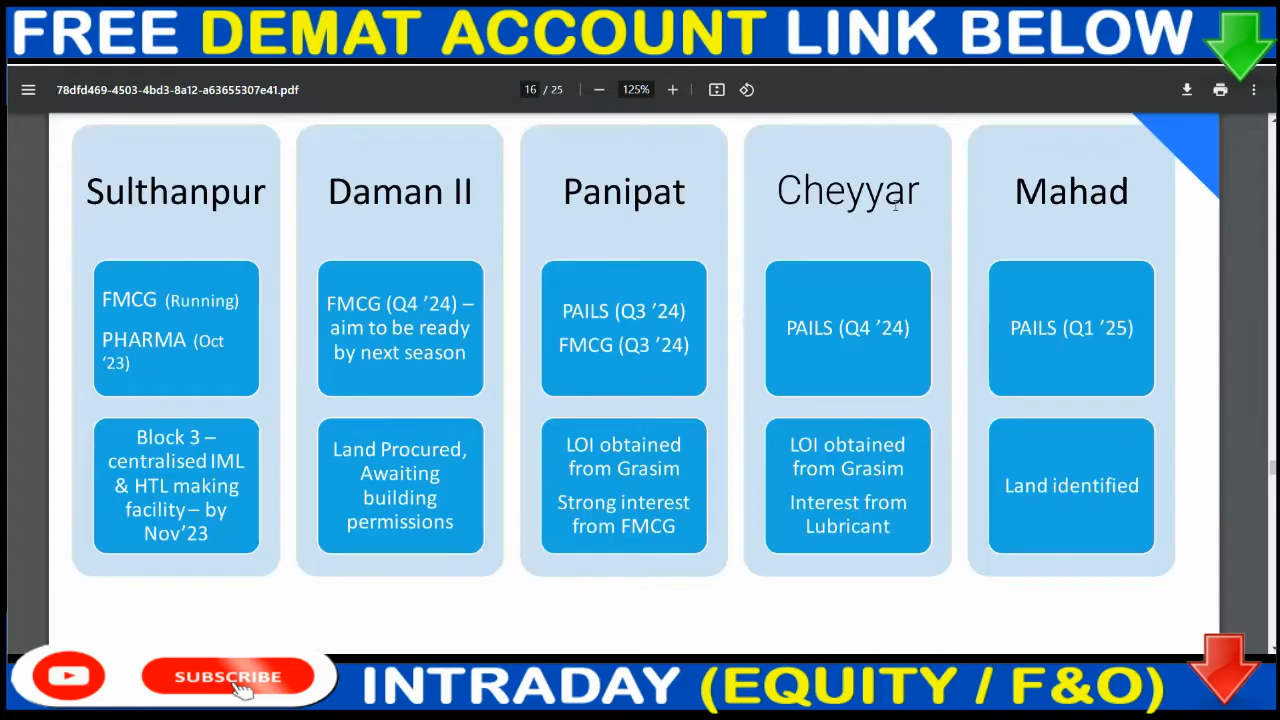 FREE DEMAT ACCOUNT LINK BELOW
78dfd469-4503-4bd3-8a12-a63655307e41.pdf
16 / 25
125%
Sulthanpur
FMCG (Running)
PHARMA (Oct
‘23)
Block 3 –
centralised IML
& HTL making
facility – by
Nov’23
Daman II
FMCG (Q4 ’24) –
aim to be ready
by next season
Land Procured,
Awaiting
building
permissions
Panipat
PAILS (Q3 ’24)
FMCG (Q3 ’24)
LOI obtained
from Grasim
Strong interest
from FMCG
Cheyyar
PAILS (Q4 ’24)
LOI obtained
from Grasim
Interest from
Lubricant
Mahad
PAILS (Q1 ’25)
Land identified
SUBSCRIBE
INTRADAY (EQUITY / F&O)